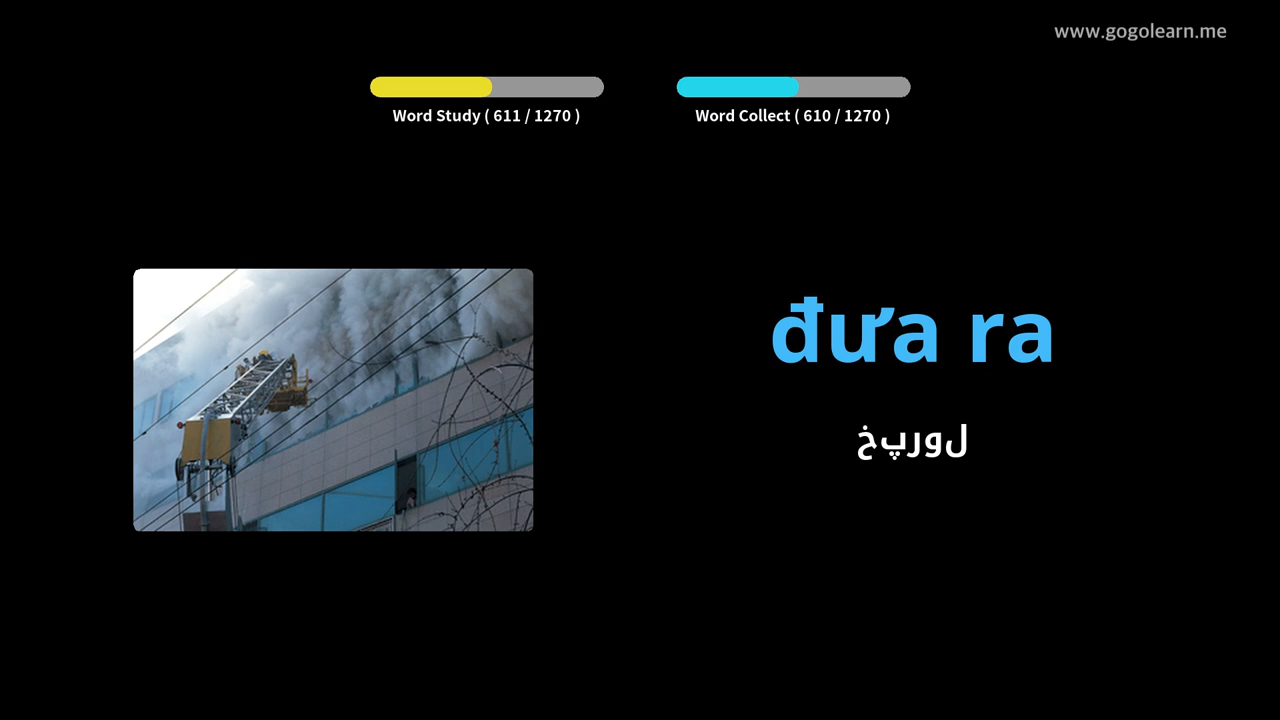 www.gogolearn.me
Word Study ( 611 / 1270 )
Word Collect ( 610 / 1270 )
đưa ra
لورپخ